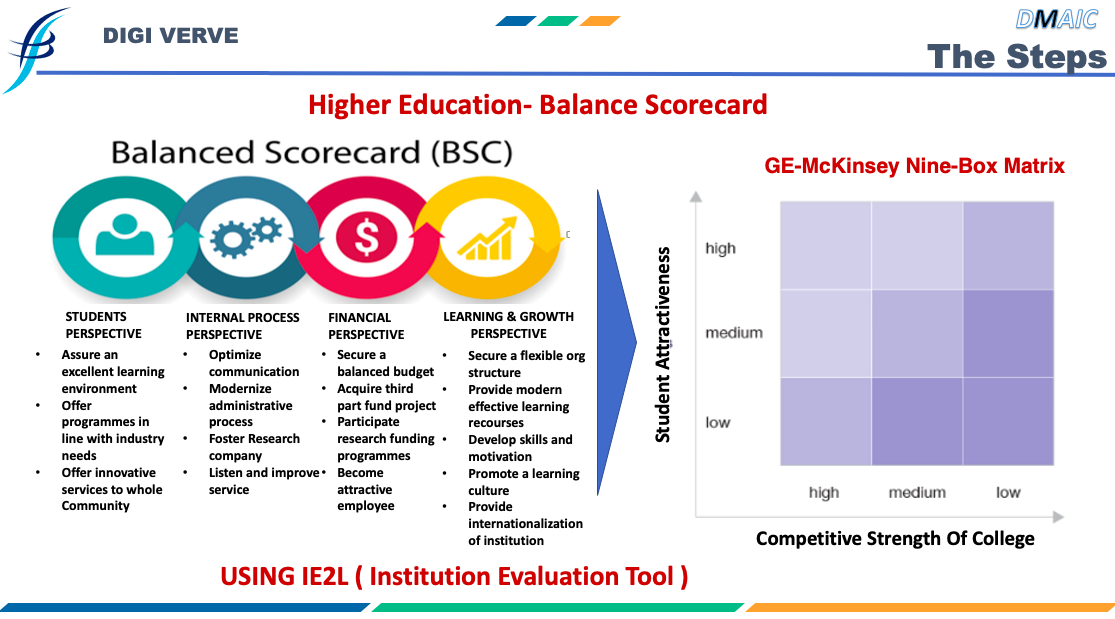 DIGI VERVE
DMAIC
The Steps
Higher Education- Balance Scorecard
Balanced Scorecard (BSC)
$
STUDENTS
PERSPECTIVE
• Assure an
excellent learning
environment
• Offer
programmes in
line with industry
needs
• Offer innovative
services to whole
Community
INTERNAL PROCESS
PERSPECTIVE
• Optimize
communication
• Modernize
administrative
process
• Foster Research
company
• Listen and improve
service
FINANCIAL
PERSPECTIVE
• Secure a
balanced budget
• Acquire third
part fund project
• Participate
research funding
programmes
• Become
attractive
employee
LEARNING & GROWTH
PERSPECTIVE
• Secure a flexible org
structure
• Provide modern
effective learning
recourses
• Develop skills and
motivation
• Promote a learning
culture
• Provide
internationalization
of institution
GE-McKinsey Nine-Box Matrix
Student Attractiveness
high
medium
low
high medium low
Competitive Strength Of College
USING IE2L ( Institution Evaluation Tool )